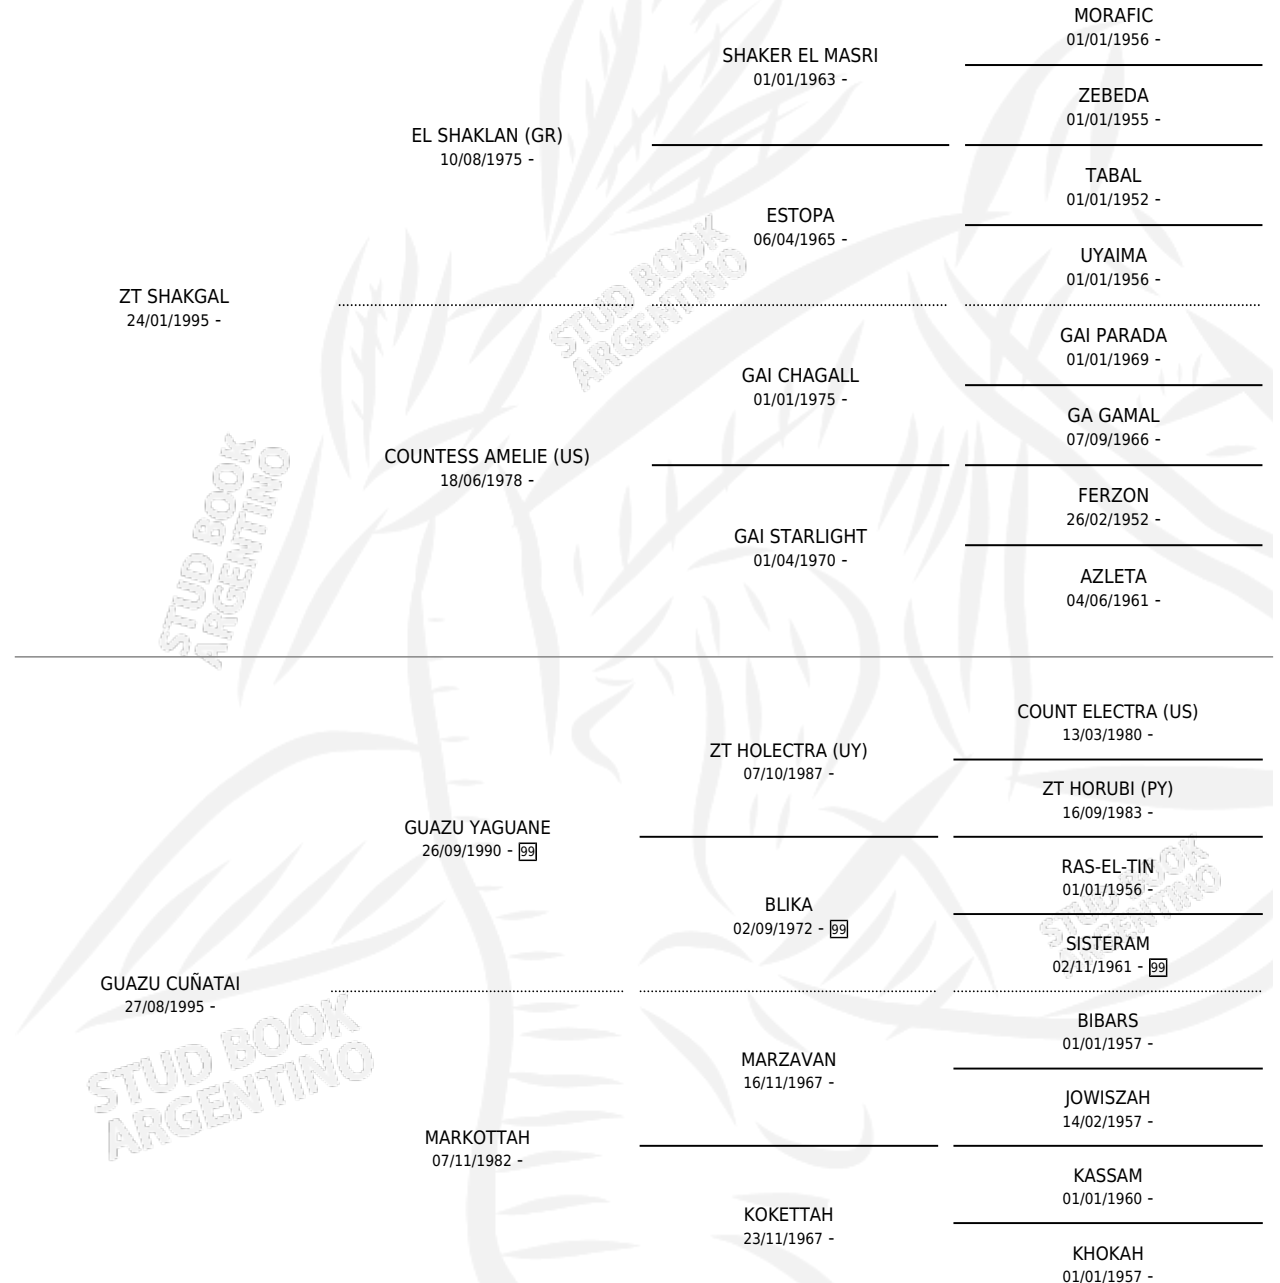 MORAFIC
01/01/1956 -
SHAKER EL MASRI
01/01/1963 -
ZEBEDA
01/01/1955 -
EL SHAKLAN (GR)
10/08/1975 -
TABAL
01/01/1952 -
ESTOPA
06/04/1965 -
UYAIMA
01/01/1956 -
ZT SHAKGAL
24/01/1995 -
GAI PARADA
01/01/1969 -
GAI CHAGALL
01/01/1975 -
GA GAMAL
07/09/1966 -
COUNTESS AMELIE (US)
18/06/1978 -
FERZON
26/02/1952 -
GAI STARLIGHT
01/04/1970 -
AZLETA
04/06/1961 -
STUD BOOK
ARGENTINO
STUD BOOK
ARGENTINO
COUNT ELECTRA (US)
13/03/1980 -
ZT HOLECTRA (UY)
07/10/1987 -
ZT HORUBI (PY)
16/09/1983 -
GUAZU YAGUANE
26/09/1990 - 99
RAS-EL-TIN
01/01/1956 -
BLIKA
02/09/1972 - 99
SISTERAM
02/11/1961 - 99
GUAZU CUÑATAI
27/08/1995 -
BIBARS
01/01/1957 -
MARZAVAN
16/11/1967 -
JOWISZAH
14/02/1957 -
MARKOTTAH
07/11/1982 -
KASSAM
01/01/1960 -
KOKETTAH
23/11/1967 -
KHOKAH
01/01/1957 -
STUD BOOK
ARGENTINO
STUD BOOK
ARGENTINO